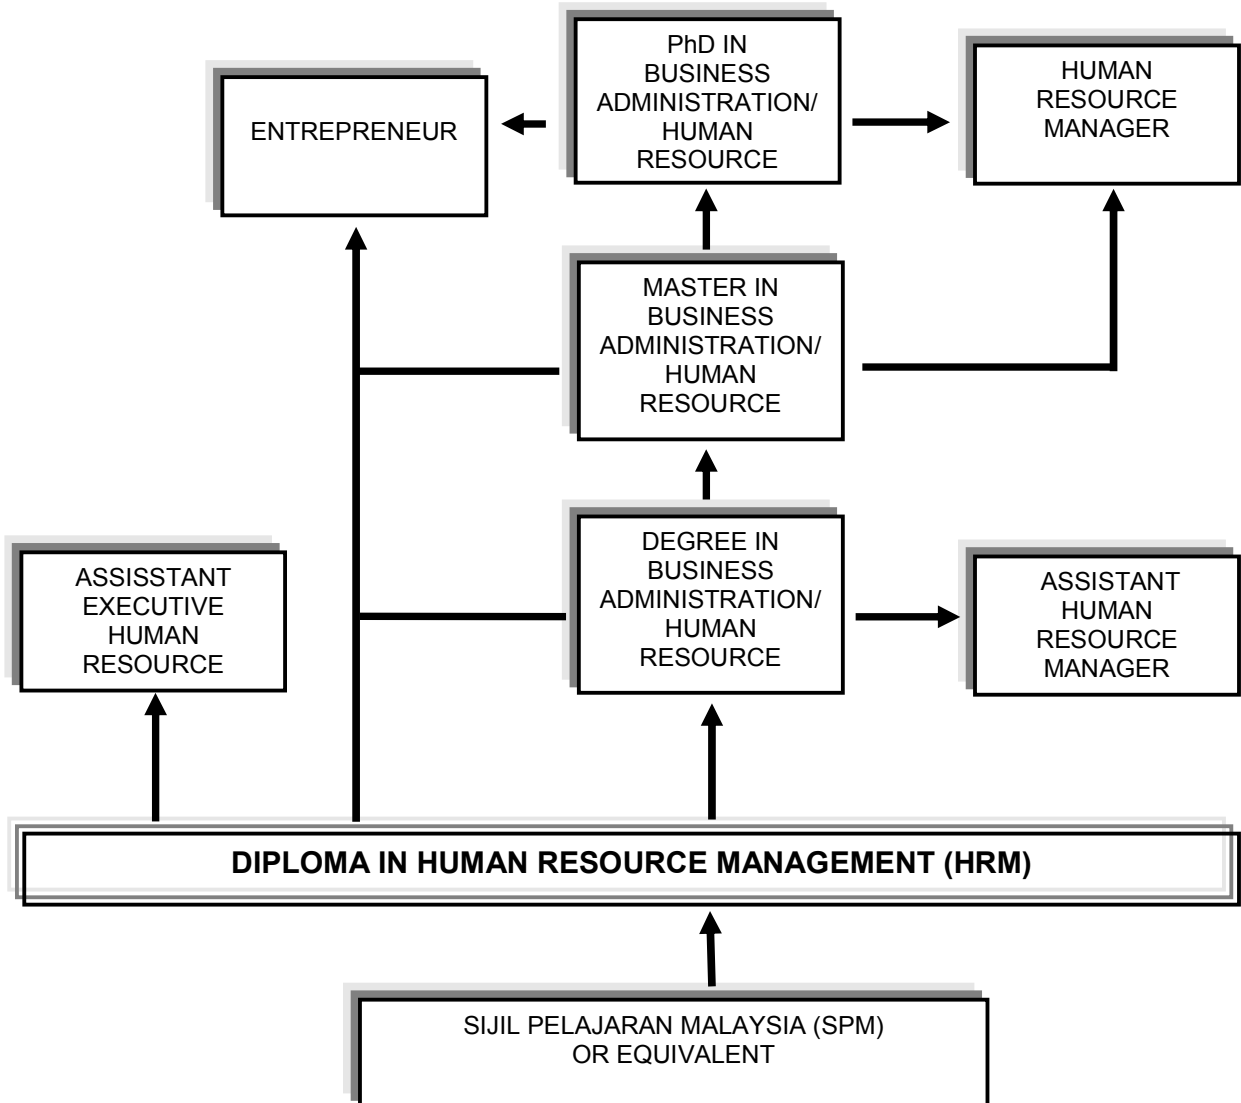 PhD IN
BUSINESS
ADMINISTRATION/
HUMAN
RESOURCE
HUMAN
RESOURCE
MANAGER
ENTREPRENEUR
MASTER IN
BUSINESS
ADMINISTRATION/
HUMAN
RESOURCE
DEGREE IN
BUSINESS
ADMINISTRATION/
HUMAN
RESOURCE
ASSISSTANT
EXECUTIVE
HUMAN
RESOURCE
ASSISTANT
HUMAN
RESOURCE
MANAGER
DIPLOMA IN HUMAN RESOURCE MANAGEMENT (HRM)
SIJIL PELAJARAN MALAYSIA (SPM)
OR EQUIVALENT